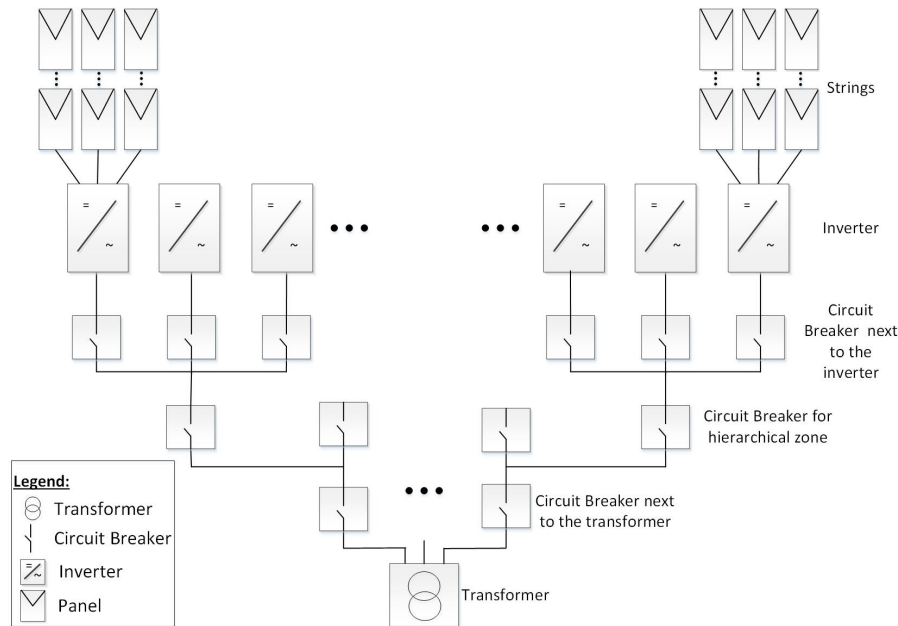 Strings
Inverter
Circuit
Breaker next
to the
inverter
Circuit Breaker for
hierarchical zone
Circuit Breaker next
to the transformer
Transformer
Legend:
Transformer
Circuit Breaker
Inverter
Panel